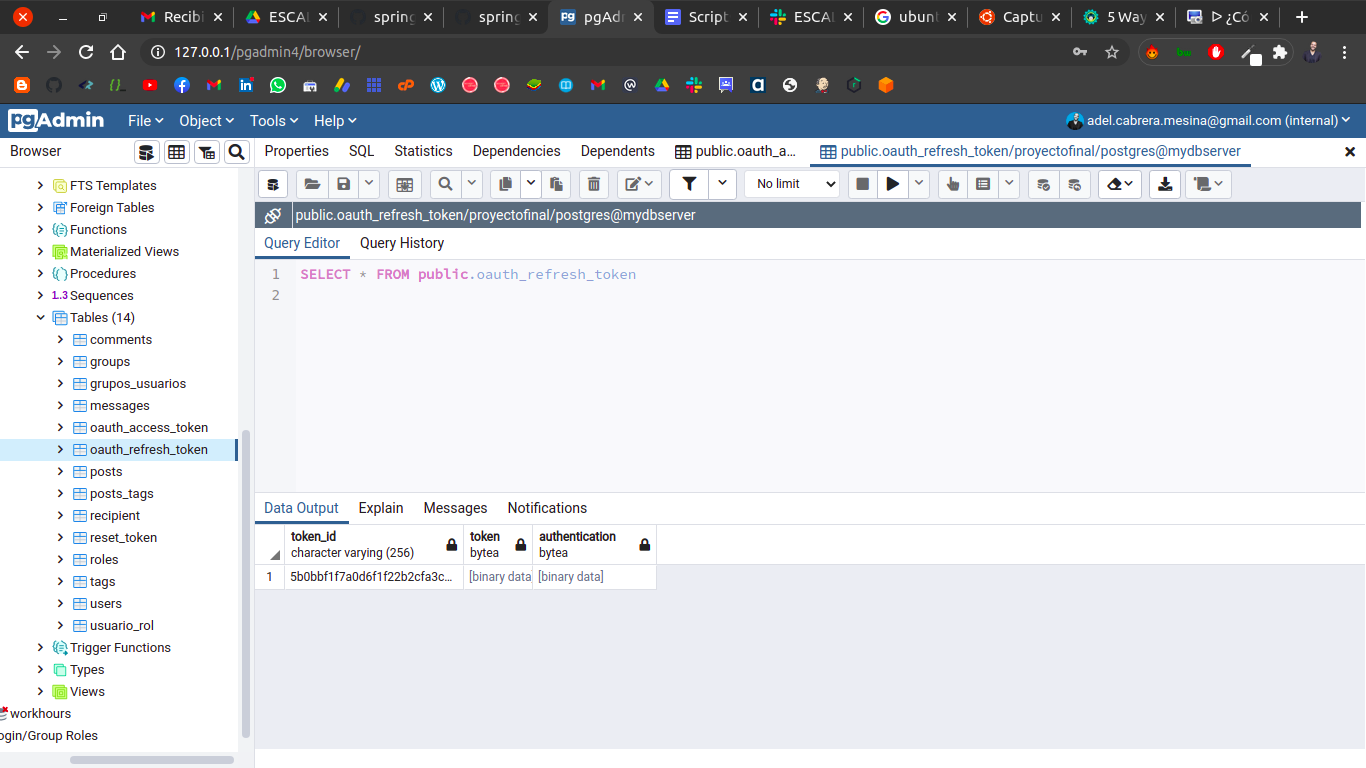 Recibi
ESCAL
spring
spring
pgAdr
Script
ESCAL
ubunt
Captu
5 Way
ᐅ ¿Có
127.0.0.1/pgadmin4/browser/
pgAdmin
File
Object
Tools
Help
adel.cabrera.mesina@gmail.com (internal)
Browser
Properties
SQL
Statistics
Dependencies
Dependents
public.oauth_a...
public.oauth_refresh_token/proyectofinal/postgres@mydbserver
No limit
public.oauth_refresh_token/proyectofinal/postgres@mydbserver
Query Editor
Query History
1 SELECT * FROM public.oauth_refresh_token
2
FTS Templates
Foreign Tables
Functions
Materialized Views
Procedures
1..3 Sequences
Tables (14)
comments
groups
grupos_usuarios
messages
oauth_access_token
oauth_refresh_token
posts
posts_tags
recipient
reset_token
roles
tags
users
usuario_rol
Trigger Functions
Types
Views
workhours
ogin/Group Roles
Data Output
Explain
Messages
Notifications
token_id
character varying (256)
token
bytea
authentication
bytea
1 5b0bbf1f7a0d6f1f22b2cfa3c... [binary data [binary data]